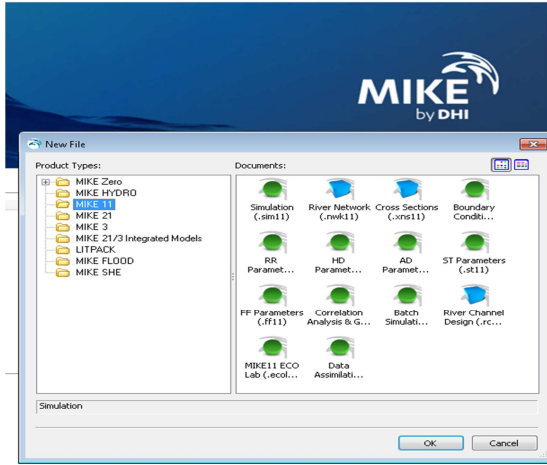 MIKE
by DHI
New File
Product Types:
Documents:
MIKE Zero
MIKE HYDRO
MIKE 11
MIKE 21
MIKE 3
MIKE 21/3 Integrated Models
LITPACK
MIKE FLOOD
MIKE SHE
Simulation
(.sim11)
River Network
(.nwk11)
Cross Sections
(.xns11)
Boundary
Conditi...
RR
Paramet...
HD
Paramet...
AD
Paramet...
ST Parameters
(.st11)
FF Parameters
(.ff11)
Correlation
Analysis & G...
Batch
Simulati...
River Channel
Design (.rc...
MIKE11 ECO
Lab (.ecol...
Data
Assimilati...
Simulation
OK
Cancel